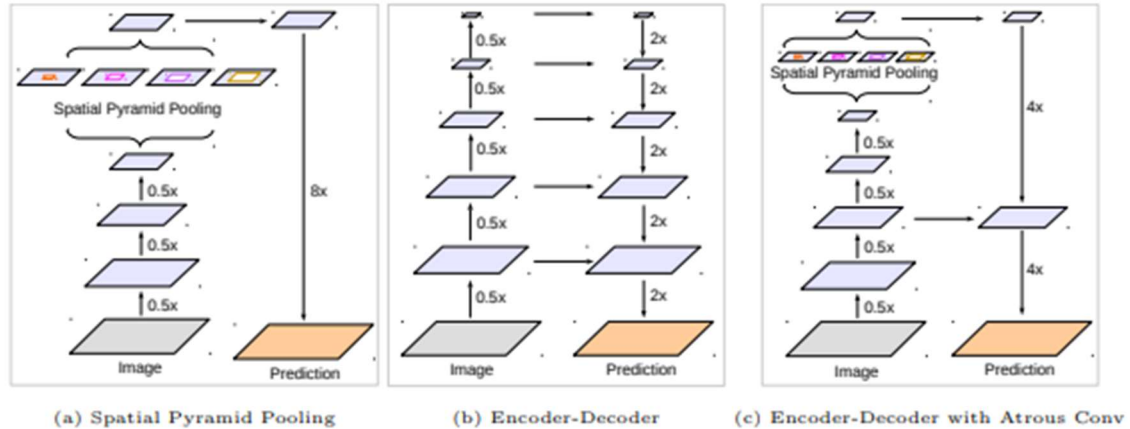 Spatial Pyramid Pooling
0.5x
0.5x
0.5x
8x
Image
Prediction
(a) Spatial Pyramid Pooling
0.5x
0.5x
0.5x
0.5x
0.5x
2x
2x
2x
2x
2x
Image
Prediction
(b) Encoder-Decoder
Spatial Pyramid Pooling
0.5x
0.5x
0.5x
0.5x
4x
4x
Image
Prediction
(c) Encoder-Decoder with Atrous Conv